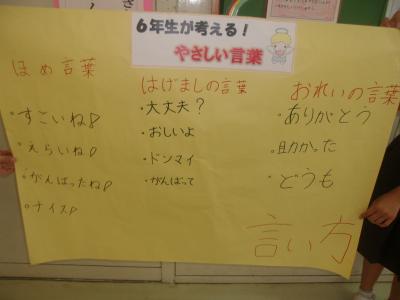 6年生が考える!
やさしい言葉
ほめ言葉
・すごいね♪
・えらいね♪
・がんばったね♪
・ナイス♪
はげましの言葉
・大丈夫?
・おしいよ
・ドンマイ
・がんばって
おれいの言葉
・ありがとう
・助かった
・どうも
言い方